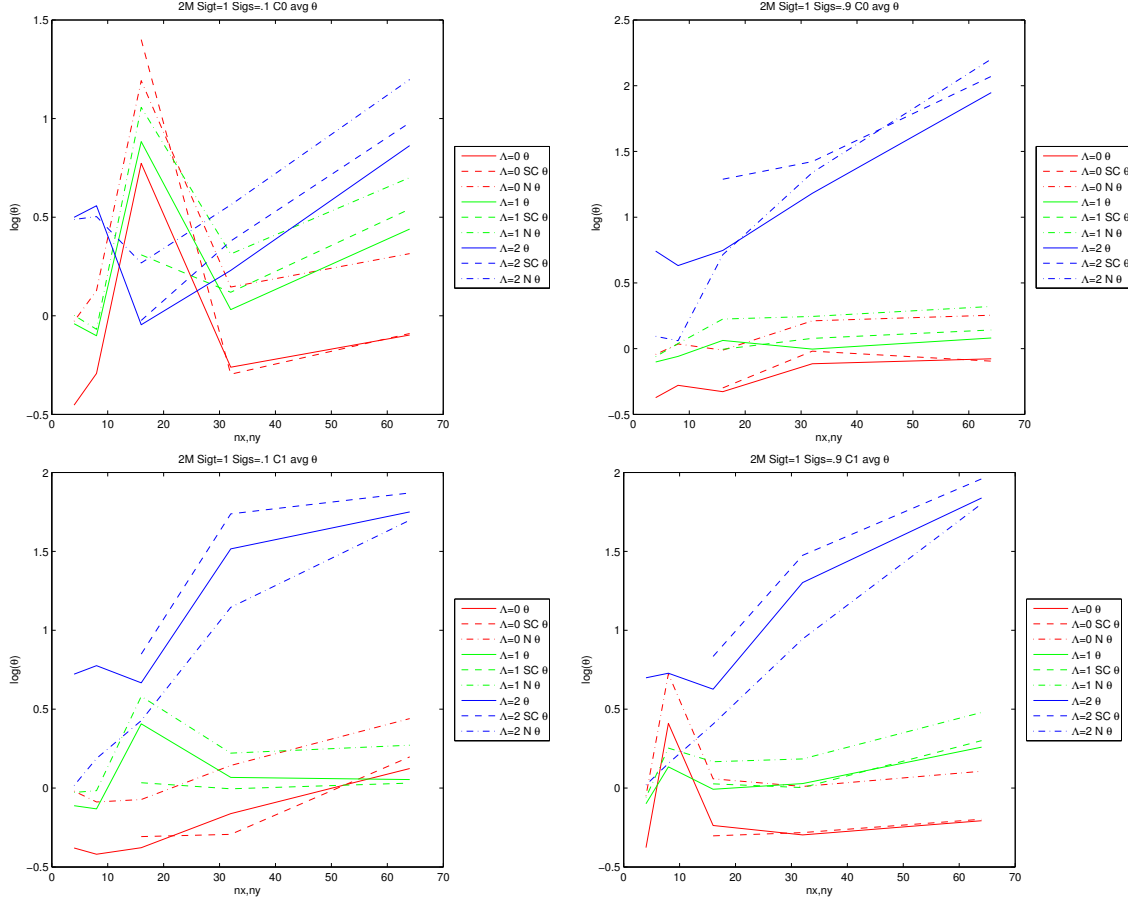 2M Sigt=1 Sigs=.1 C0 avg θ
1.5
1
0.5
0
−0.5
log(θ)
0 10 20 30 40 50 60 70
nx,ny
Λ=0 θ
Λ=0 SC θ
Λ=0 N θ
Λ=1 θ
Λ=1 SC θ
Λ=1 N θ
Λ=2 θ
Λ=2 SC θ
Λ=2 N θ
2M Sigt=1 Sigs=.9 C0 avg θ
2.5
2
1.5
1
0.5
0
−0.5
log(θ)
0 10 20 30 40 50 60 70
nx,ny
Λ=0 θ
Λ=0 SC θ
Λ=0 N θ
Λ=1 θ
Λ=1 SC θ
Λ=1 N θ
Λ=2 θ
Λ=2 SC θ
Λ=2 N θ
2M Sigt=1 Sigs=.1 C1 avg θ
2
1.5
1
0.5
0
−0.5
log(θ)
0 10 20 30 40 50 60 70
nx,ny
Λ=0 θ
Λ=0 SC θ
Λ=0 N θ
Λ=1 θ
Λ=1 SC θ
Λ=1 N θ
Λ=2 θ
Λ=2 SC θ
Λ=2 N θ
2M Sigt=1 Sigs=.9 C1 avg θ
2
1.5
1
0.5
0
−0.5
log(θ)
0 10 20 30 40 50 60 70
nx,ny
Λ=0 θ
Λ=0 SC θ
Λ=0 N θ
Λ=1 θ
Λ=1 SC θ
Λ=1 N θ
Λ=2 θ
Λ=2 SC θ
Λ=2 N θ